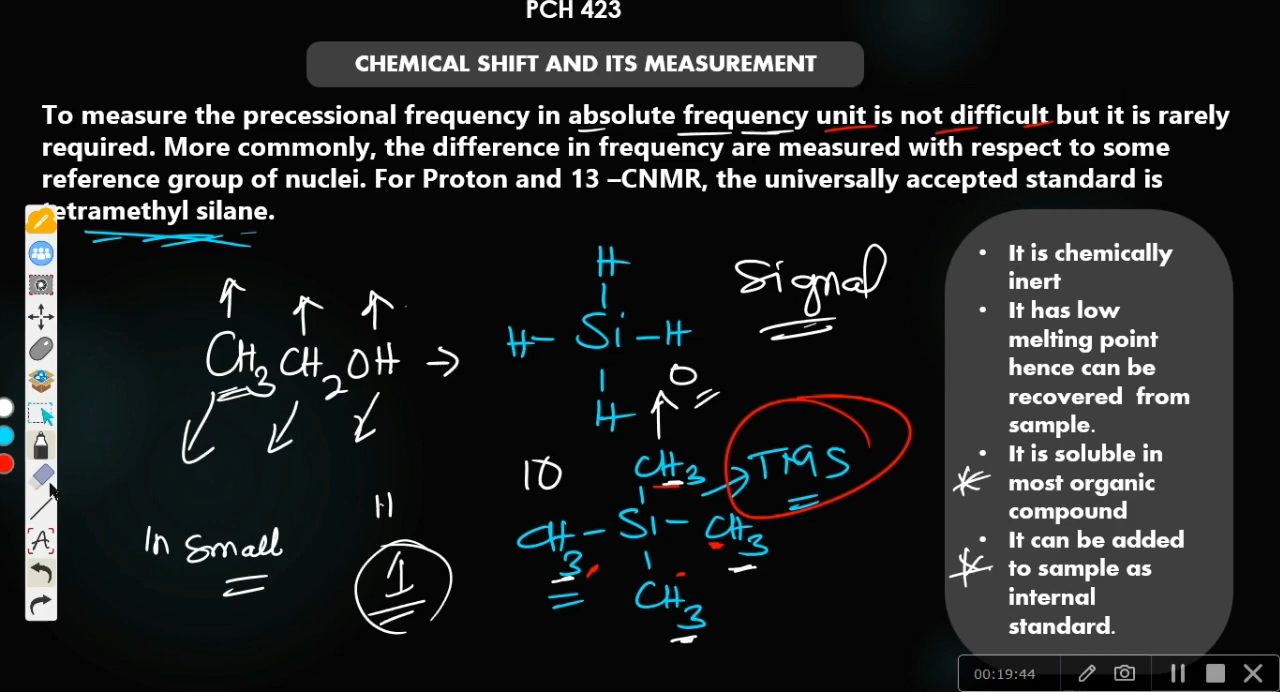 PCH 423
CHEMICAL SHIFT AND ITS MEASUREMENT
To measure the precessional frequency in absolute frequency unit is not difficult but it is rarely
required. More commonly, the difference in frequency are measured with respect to some
reference group of nuclei. For Proton and 13 –CNMR, the universally accepted standard is
tetramethyl silane.
H
Si
H
H
H
Signal
CH3 CH2 OH →
O
10
CH3
TMS
CH3 – Si – CH3
CH3
H
1
In small
• It is chemically
inert
• It has low
melting point
hence can be
recovered from
sample.
• It is soluble in
most organic
compound
• It can be added
to sample as
internal
standard.
A
00:19:44